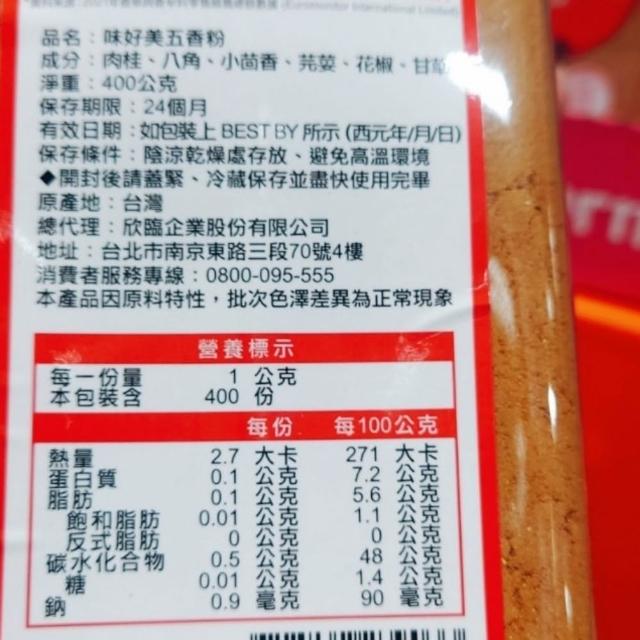 品名：味好美五香粉
成分：肉桂、八角、小茴香、芫荽、花椒、甘
淨重：400公克
保存期限：24個月
有效日期：如包裝上 BEST BY 所示 (西元年/月/日)
保存條件：陰涼乾燥處存放、避免高溫環境
◆開封後請蓋緊、冷藏保存並盡快使用完畢
原產地：台灣
總代理：欣臨企業股份有限公司
地址：台北市南京東路三段70號4樓
消費者服務專線：0800-095-555
本產品因原料特性，批次色澤差異為正常現象
營養標示
每一份量 1 公克
本包裝含 400 份
每份 每100公克
熱量 2.7 大卡 271 大卡
蛋白質 0.1 公克 7.2 公克
脂肪 0.1 公克 5.6 公克
飽和脂肪 0.01 公克 1.1 公克
反式脂肪 0 公克 0 公克
碳水化合物 0.5 公克 48 公克
糖 0.01 公克 1.4 公克
鈉 0.9 毫克 90 毫克